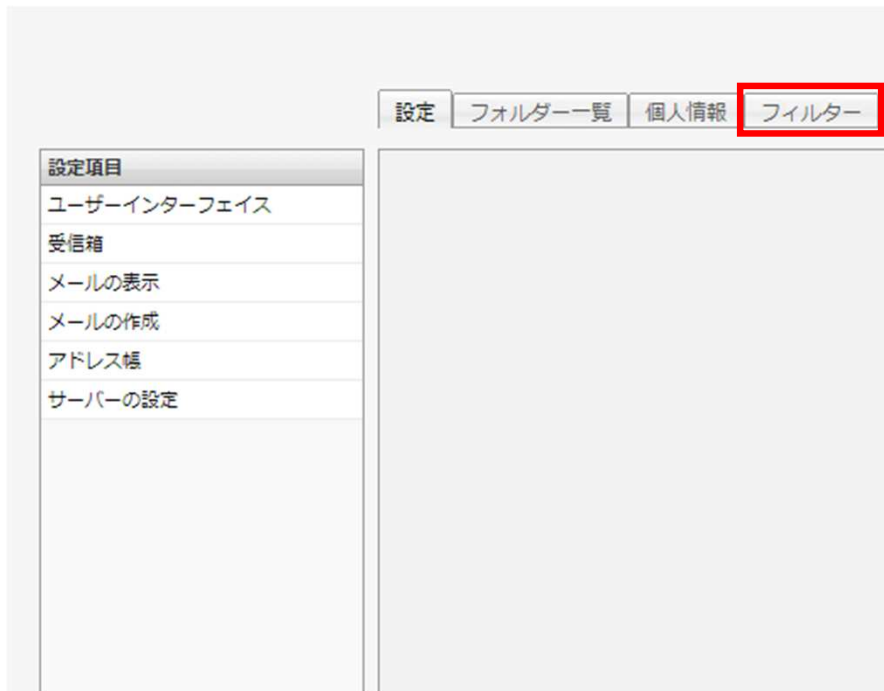 設定 フォルダー一覧 個人情報 フィルター
設定項目
ユーザーインターフェイス
受信箱
メールの表示
メールの作成
アドレス帳
サーバーの設定